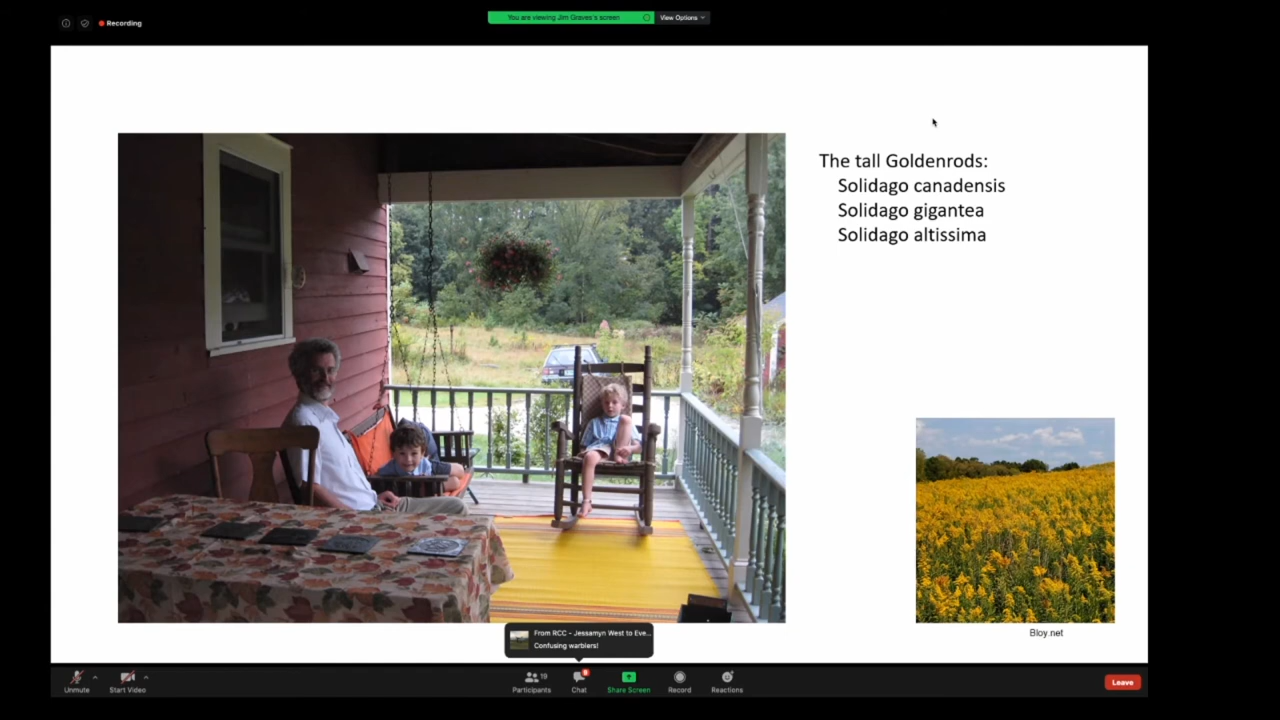 Recording
You are viewing Jim Graves's screen
View Options
The tall Goldenrods:
Solidago canadensis
Solidago gigantea
Solidago altissima
Bloy.net
From RCC - Jessamyn West to Eve...
Confusing warblers!
Unmute
Start Video
Participants
19
Chat
Share Screen
Record
Reactions
Leave